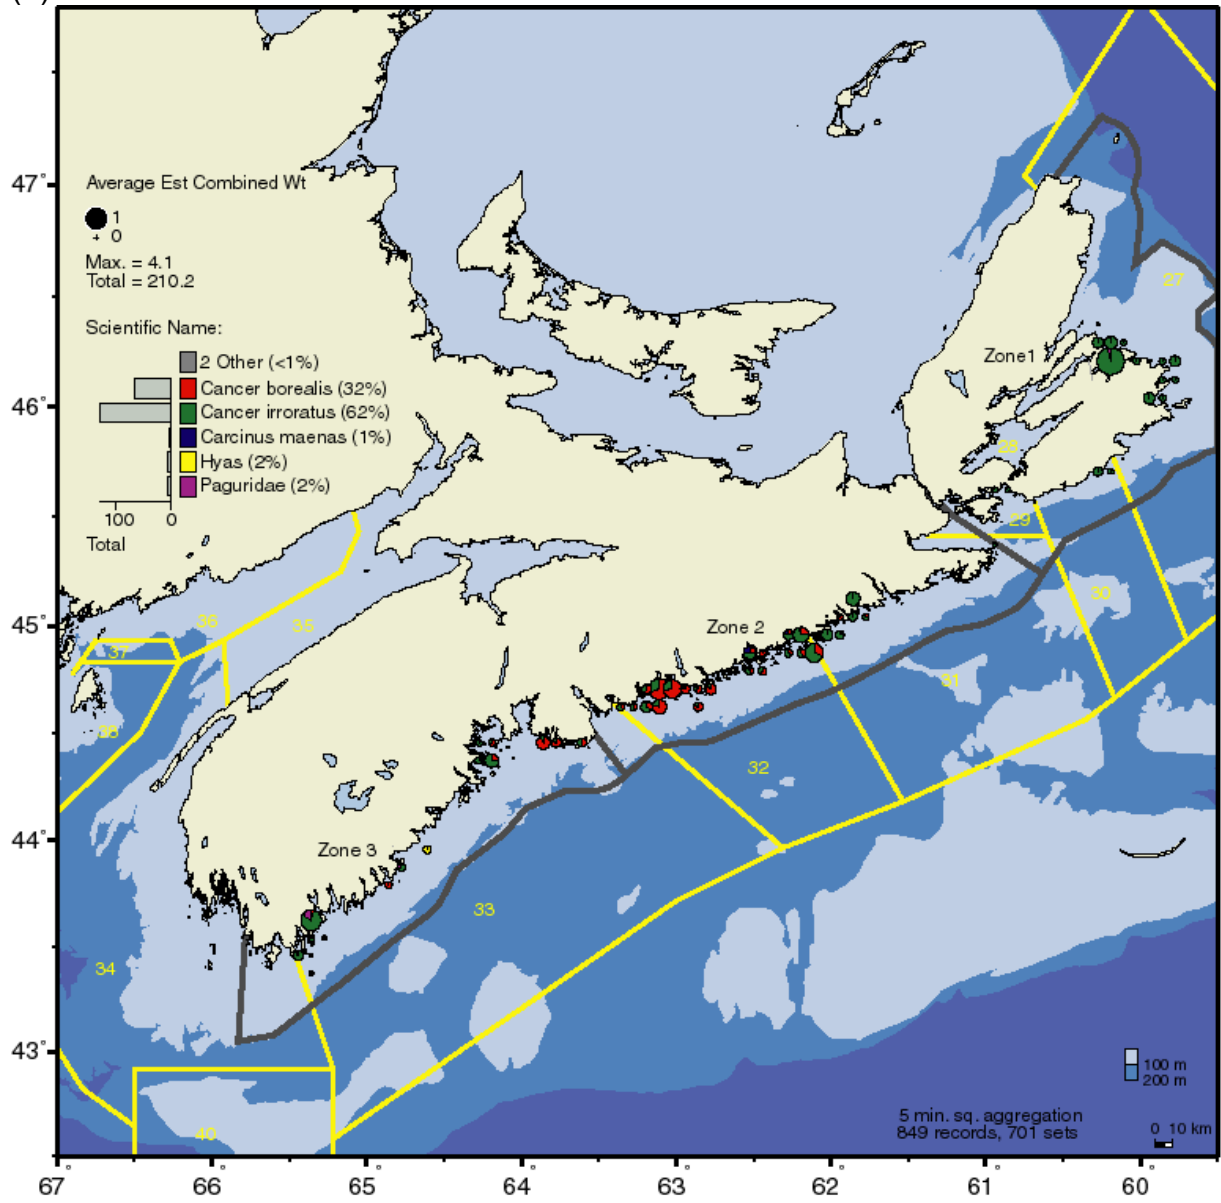 47°
46°
45°
44°
43°
Average Est Combined Wt
1
+ 0
Max. = 4.1
Total = 210.2
Scientific Name:
2 Other (<1%)
Cancer borealis (32%)
Cancer irroratus (62%)
Carcinus maenas (1%)
Hyas (2%)
Paguridae (2%)
100 0
Total
Zone1
27
28
29
30
Zone 2
31
36
35
37
38
32
Zone 3
33
34
40
100 m
200 m
5 min. sq. aggregation
849 records, 701 sets
0 10 km
67° 66° 65° 64° 63° 62° 61° 60°